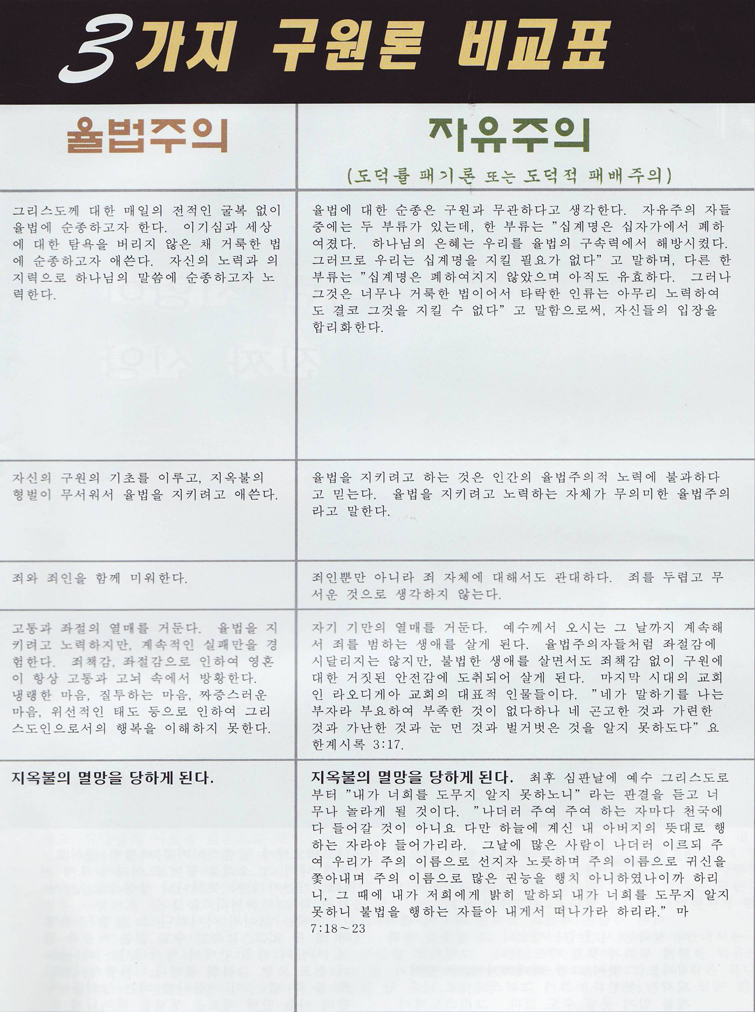 3가지 구원론 비교표
율법주의
자유주의
(도덕률 패기론 또는 도덕적 패배주의)
그리스도께 대한 매일의 전적인 굴복 없이
율법에 순종하고자 한다. 이기심과 세상
에 대한 탐욕을 버리지 않은 채 거룩한 법
에 순종하고자 애쓴다. 자신의 노력과 의
지력으로 하나님의 말씀에 순종하고자 노
력한다.
율법에 대한 순종은 구원과 무관하다고 생각한다. 자유주의 자들
중에는 두 부류가 있는데, 한 부류는 "십계명은 십자가에서 폐하
여졌다. 하나님의 은혜는 우리를 율법의 구속력에서 해방시켰다.
그러므로 우리는 십계명을 지킬 필요가 없다" 고 말하며, 다른 한
부류는 "십계명은 폐하여지지 않았으며 아직도 유효하다. 그러나
그것은 너무나 거룩한 법이어서 타락한 인류는 아무리 노력하여
도 결코 그것을 지킬 수 없다" 고 말함으로써, 자신들의 입장을
합리화한다.
자신의 구원의 기초를 이루고, 지옥불의
형벌이 무서워서 율법을 지키려고 애쓴다.
율법을 지키려고 하는 것은 인간의 율법주의적 노력에 불과하다
고 믿는다. 율법을 지키려고 노력하는 자체가 무의미한 율법주의
라고 말한다.
죄와 죄인을 함께 미워한다.
죄인뿐만 아니라 죄 자체에 대해서도 관대하다. 죄를 두렵고 무
서운 것으로 생각하지 않는다.
고통과 좌절의 열매를 거둔다. 율법을 지
키려고 노력하지만, 계속적인 실패만을 경
험한다. 죄책감, 좌절감으로 인하여 영혼
이 항상 고통과 고뇌 속에서 방황한다.
냉랭한 마음, 질투하는 마음, 짜증스러운
마음, 위선적인 태도 등으로 인하여 그리
스도인으로서의 행복을 이해하지 못한다.
자기 기만의 열매를 거둔다. 예수께서 오시는 그 날까지 계속해
서 죄를 범하는 생애를 살게 된다. 율법주의자들처럼 좌절감에
시달리지는 않지만, 불법한 생애를 살면서도 죄책감 없이 구원에
대한 거짓된 안전감에 도취되어 살게 된다. 마지막 시대의 교회
인 라오디게아 교회의 대표적 인물들이다. "네가 말하기를 나는
부자라 부요하여 부족한 것이 없다하나 네 곤고한 것과 가련한
것과 가난한 것과 눈 먼 것과 벌거벗은 것을 알지 못하도다" 요
한계시록 3:17.
지옥불의 멸망을 당하게 된다.
지옥불의 멸망을 당하게 된다. 최후 심판날에 예수 그리스도로
부터 "내가 너희를 도무지 알지 못하노니" 라는 판결을 듣고 너
무나 놀라게 될 것이다. "나더러 주여 주여 하는 자마다 천국에
다 들어갈 것이 아니요 다만 하늘에 계신 내 아버지의 뜻대로 행
하는 자라야 들어가리라. 그날에 많은 사람이 나더러 이르되 주
여 우리가 주의 이름으로 선지자 노릇하며 주의 이름으로 귀신을
쫓아내며 주의 이름으로 많은 권능을 행치 아니하였나이까 하리
니, 그 때에 내가 저희에게 밝히 말하되 내가 너희를 도무지 알지
못하니 불법을 행하는 자들아 내게서 떠나가라 하리라." 마
7:18~23